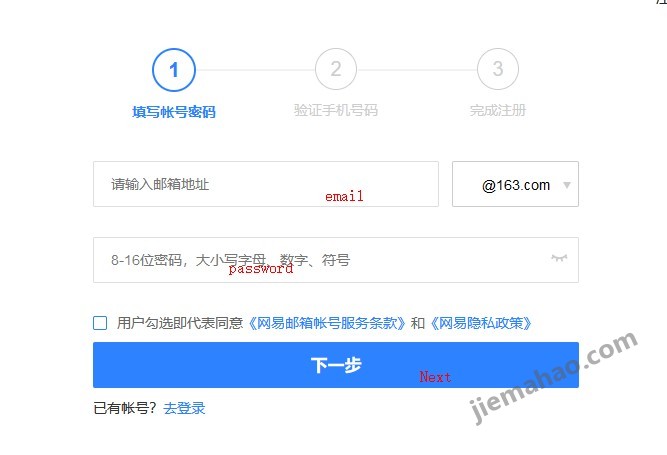 1
2
3
填写帐号密码
验证手机号码
完成注册
请输入邮箱地址
email
@163.com
8-16位密码，大小写字母、数字、符号
password
用户勾选即代表同意《网易邮箱帐号服务条款》和《网易隐私政策》
下一步
Next
jiemahao.com
已有帐号？去登录